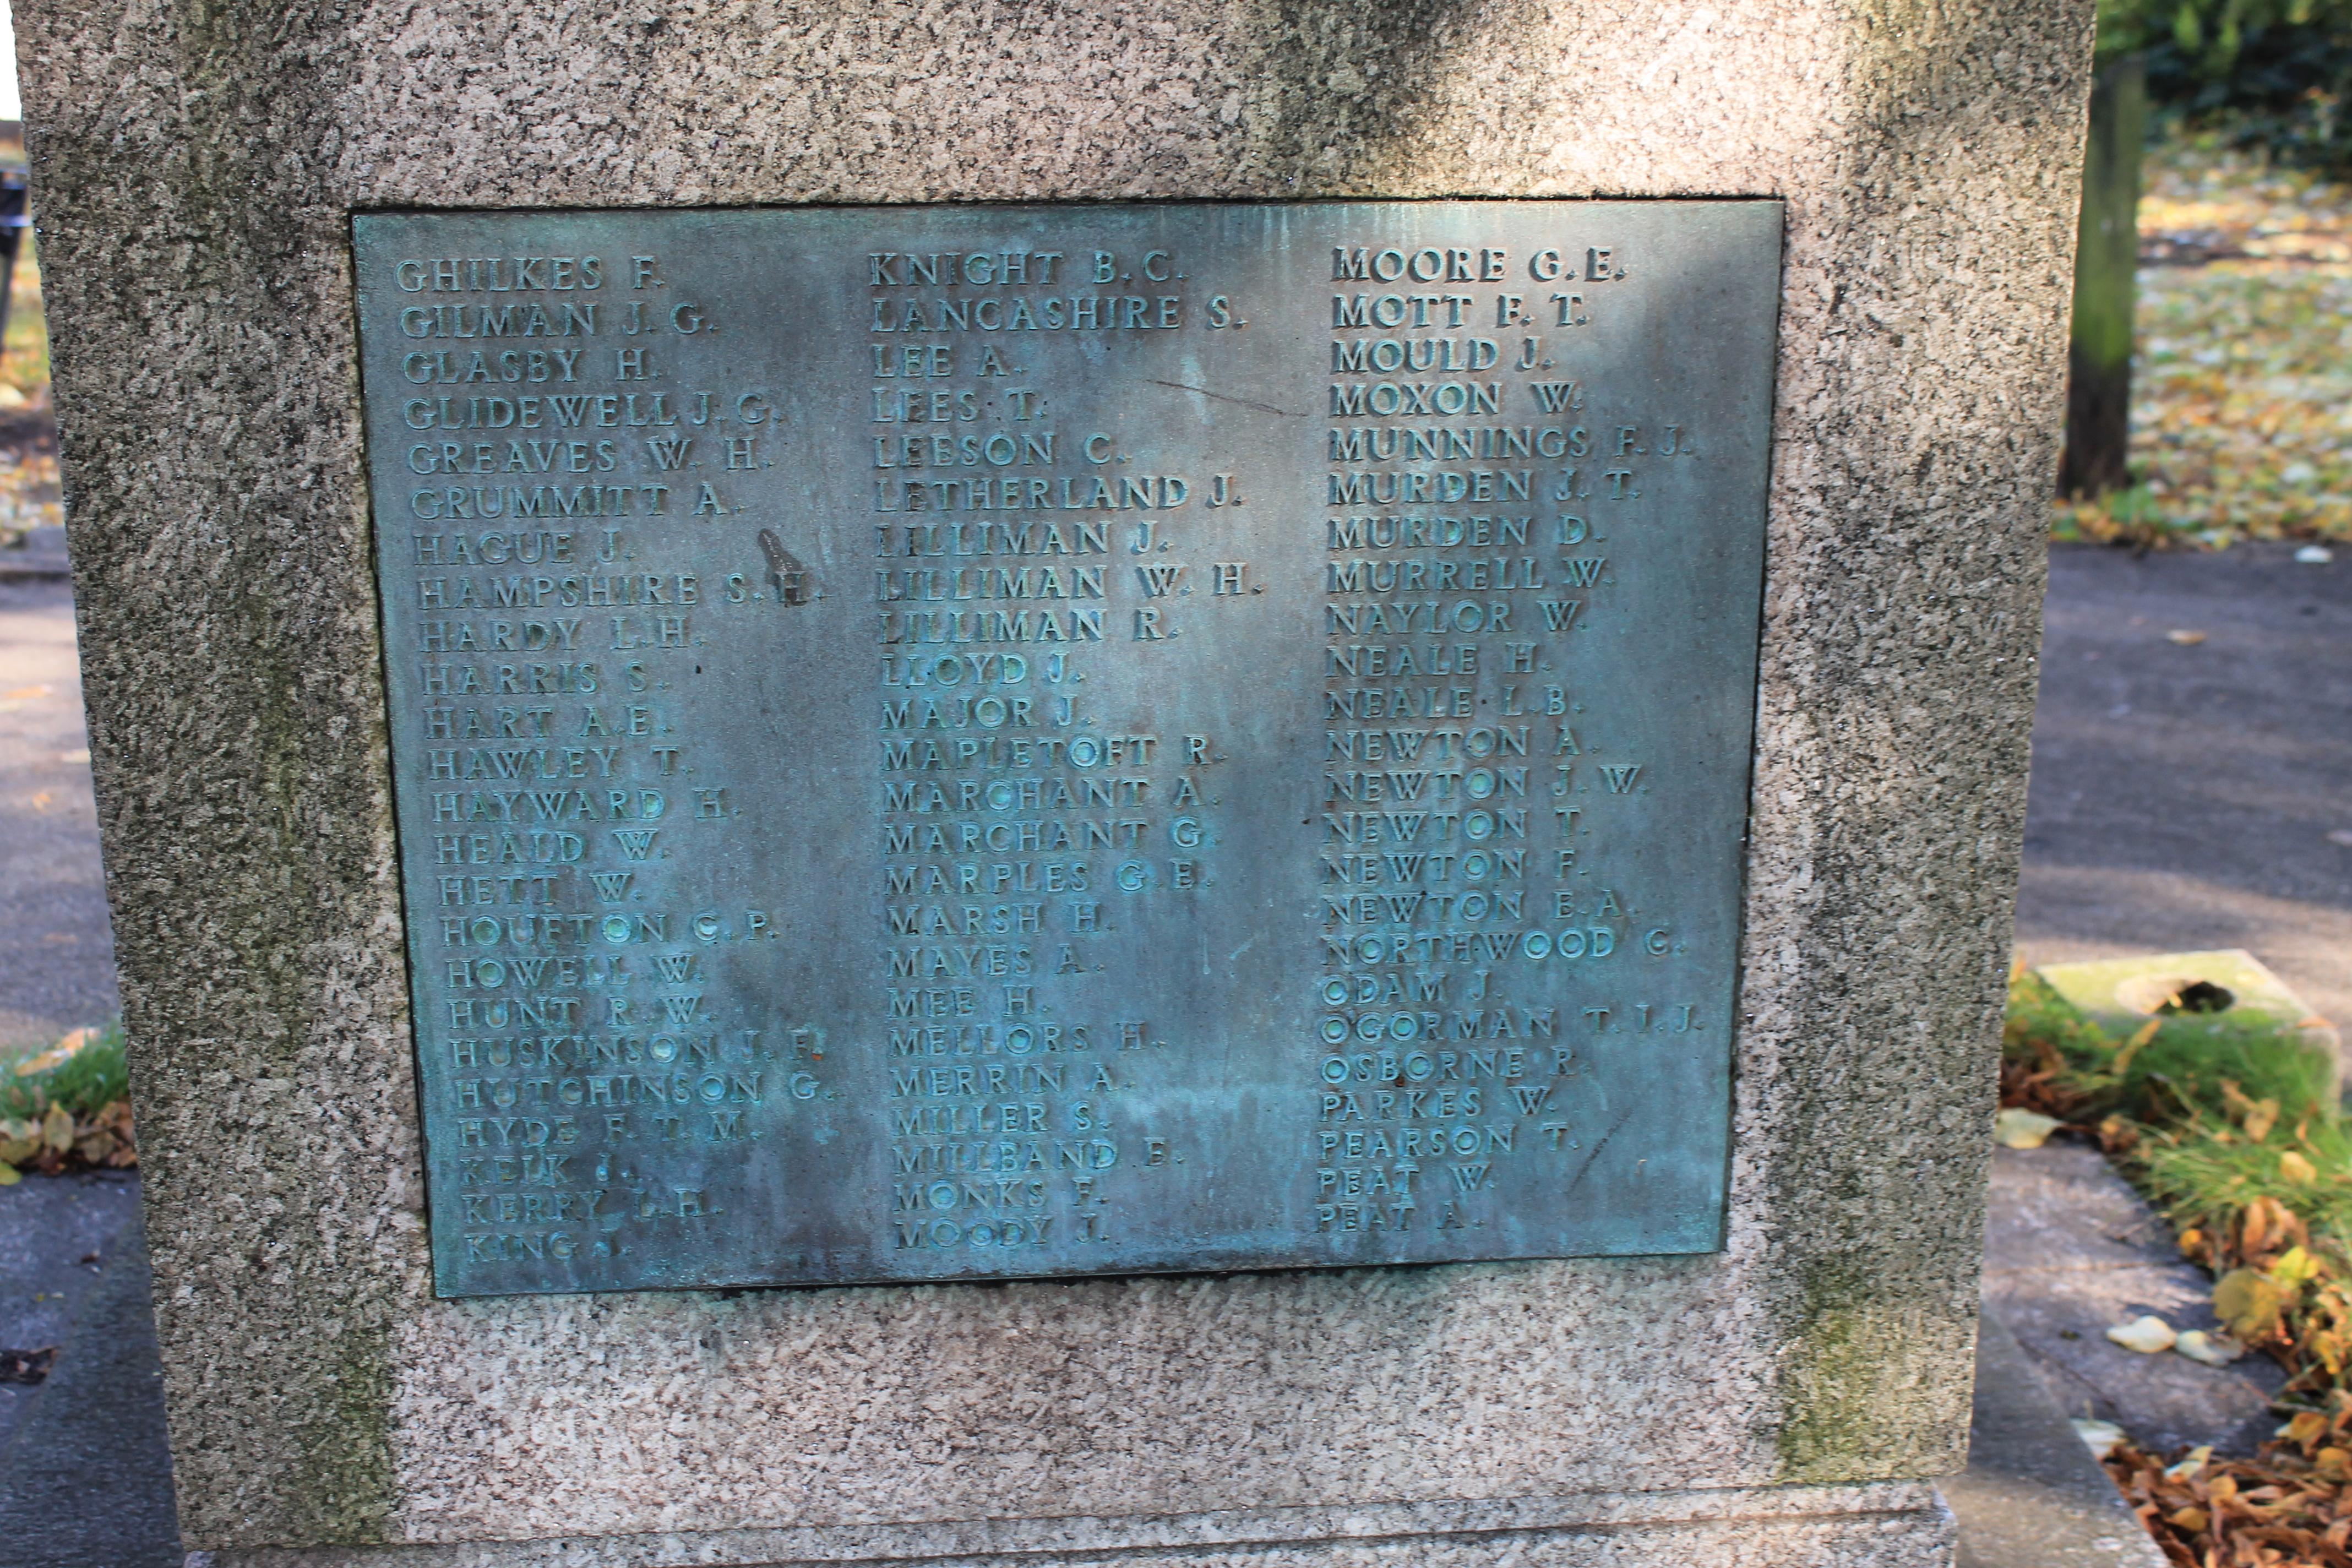 GHILKES F.
GILMAN J. G.
GLASBY H.
GLIDEWELL J. G.
GREAVES W. H.
GRUMMITT A.
HAGUE J.
HAMPSHIRE S. H.
HARDY L. H.
HARRIS S.
HART A. E.
HAWLEY T.
HAYWARD H.
HEALD W.
HETT W.
HOUFTON C. P.
HOWELL W.
HUNT R. W.
HUSKINSON J. F.
HUTCHINSON G.
HYDE F. T. M.
KELK J.
KERRY L. H.
KING J.
KNIGHT B. C.
LANCASHIRE S.
LEE A.
LEES T.
LEESON C.
LETHERLAND J.
LILLIMAN J.
LILLIMAN W. H.
LILLIMAN R.
LLOYD J.
MAJOR J.
MAPLETOFT R.
MARCHANT A.
MARCHANT G.
MARPLES G. E.
MARSH H.
MAYES A.
MEE H.
MELLORS H.
MERRIN A.
MILLER S.
MILLBAND E.
MONKS F.
MOODY J.
MOORE G. E.
MOTT F. T.
MOULD J.
MOXON W.
MUNNINGS F. J.
MURDEN J. T.
MURDEN D.
MURRELL W.
NAYLOR W.
NEALE H.
NEALE L. B.
NEWTON A.
NEWTON J. W.
NEWTON T.
NEWTON F.
NEWTON E. A.
NORTHWOOD C.
ODAM J.
O'GORMAN T. I. J.
OSBORNE R.
PARKES W.
PEARSON T.
PEAT W.
PEAT A.